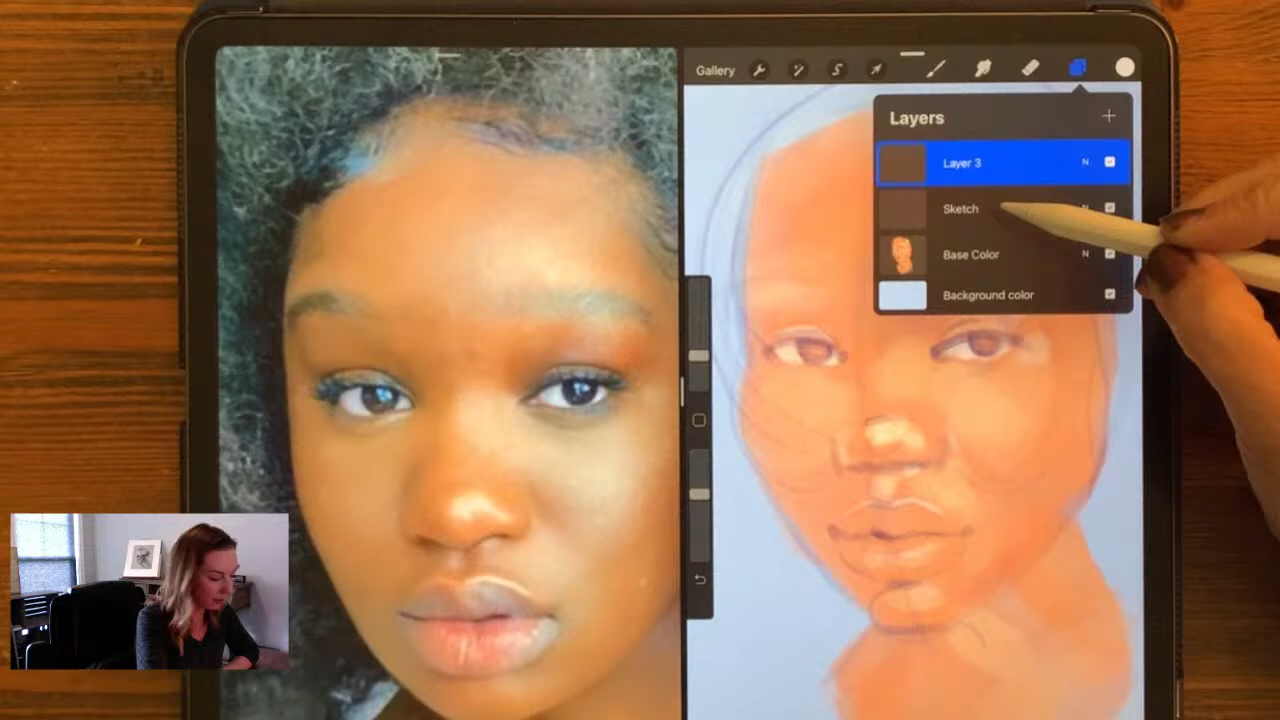 Gallery
Layers
Layer 3 N
Sketch N
Base Color N
Background color